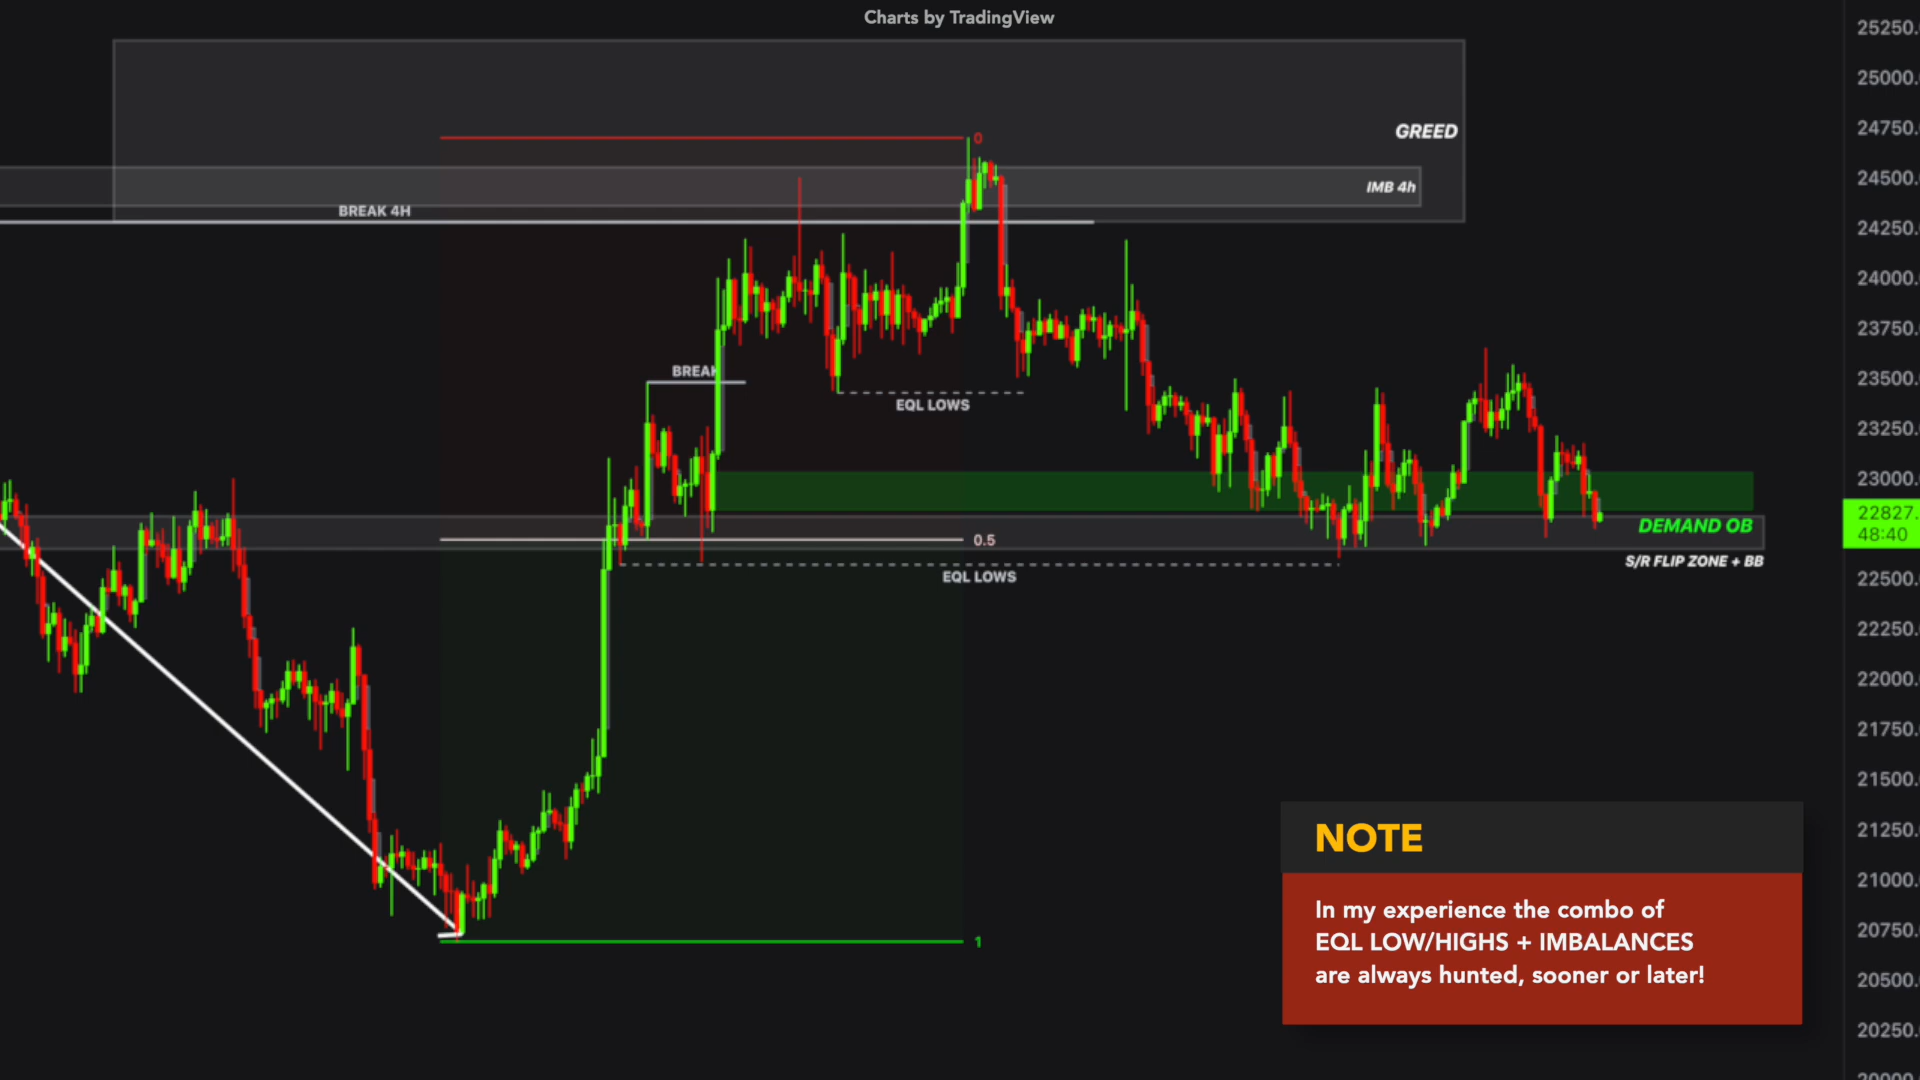 Charts by TradingView
25250.
25000.
GREED
24750.
0
IMB 4h
24500.
BREAK 4H
24250.
24000.
23750.
BREAK
23500.
EQL LOWS
23250.
23000.
22827.
48:40
DEMAND OB
0.5
S/R FLIP ZONE + BB
EQL LOWS
22500.
22250.
22000.
21750.
21500.
21250.
NOTE
21000.
In my experience the combo of
20750.
EQL LOW/HIGHS + IMBALANCES
1
are always hunted, sooner or later!
20500.
20250.